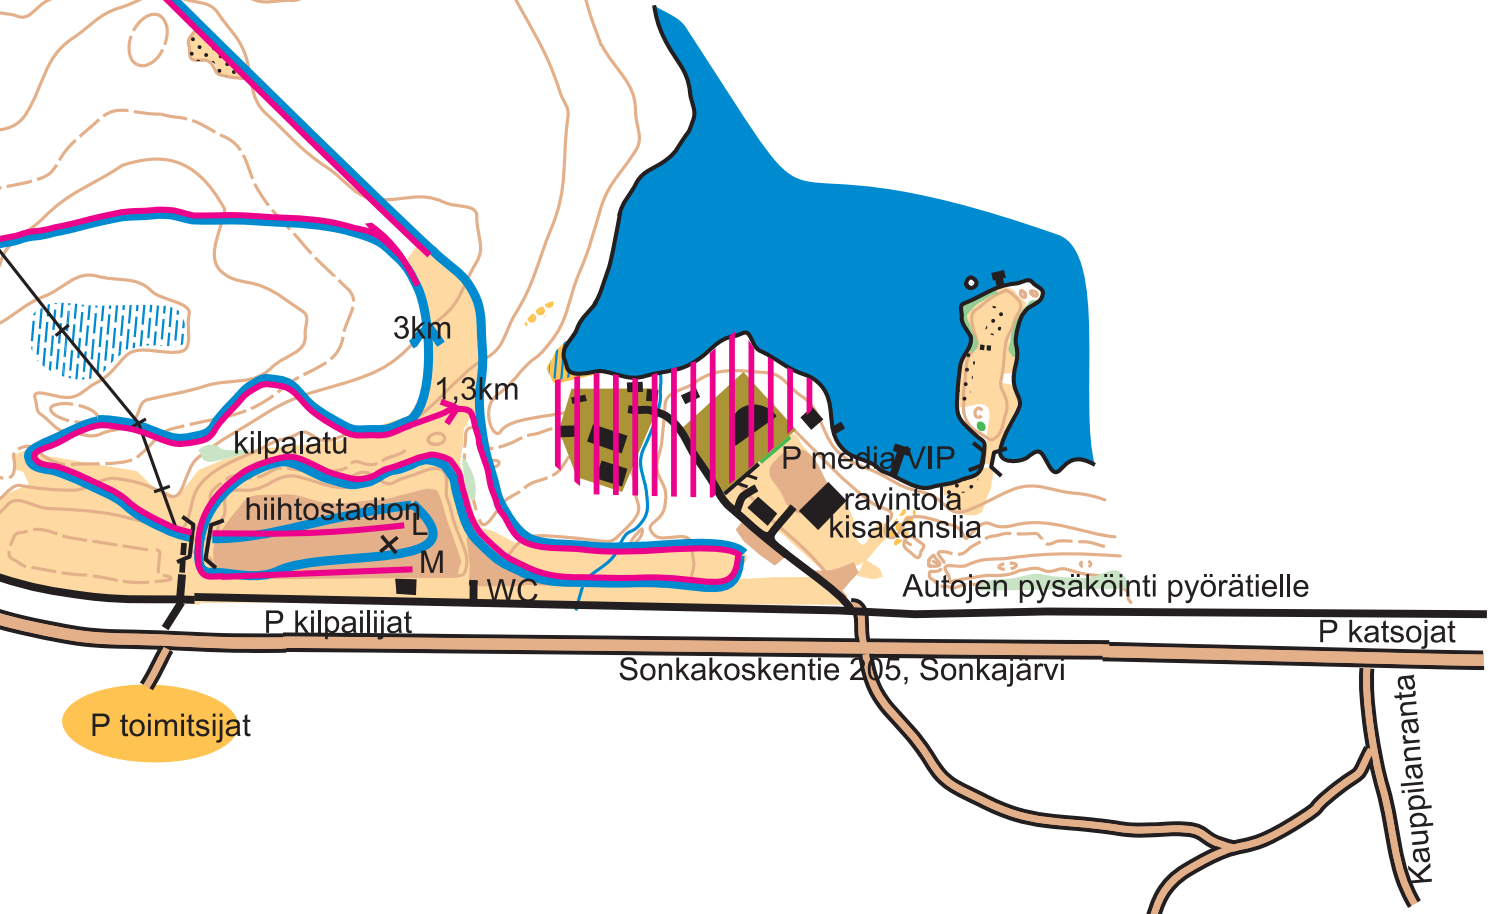 3km
1,3km
kilpalatu
P media VIP
ravintola
hiihtostadion
L
kisakanslia
M
WC
Autojen pysäköinti pyörätielle
P kilpailijat
P katsojat
Sonkakoskentie 205, Sonkajärvi
P toimitsijat
Kauppilanranta